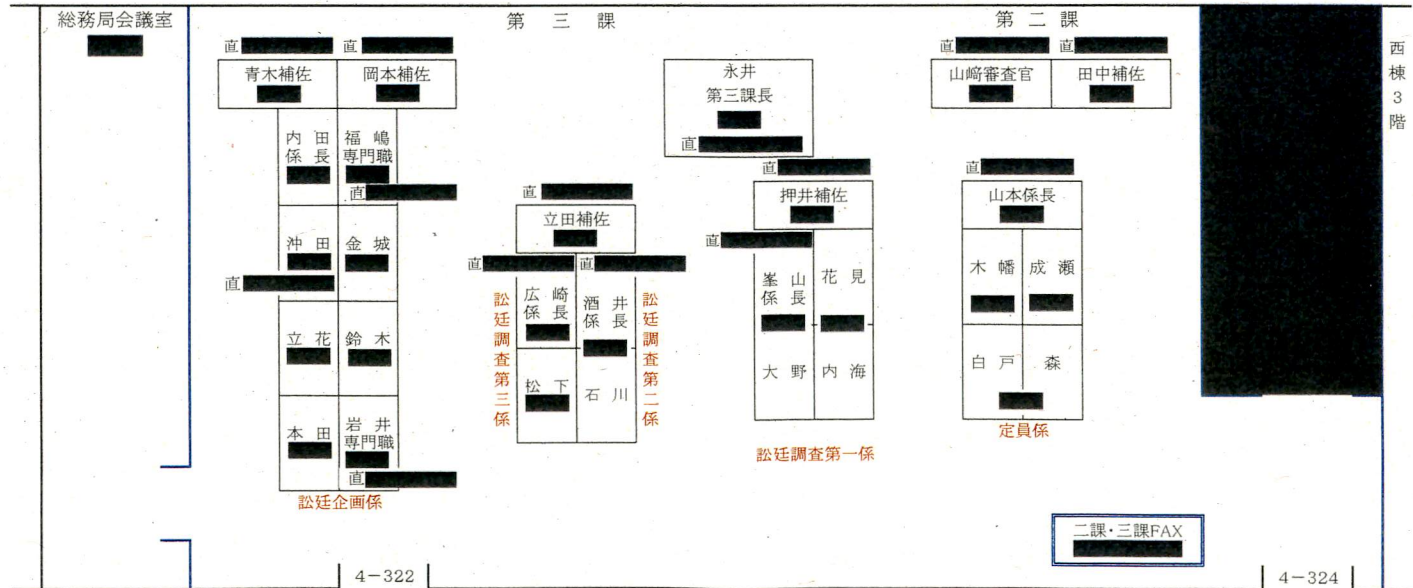 総務局会議室
第三課
第二課
西棟3階
直
直
青木補佐
岡本補佐
内田係長
福嶋専門職
直
沖田
金城
直
立花
鈴木
本田
岩井専門職
直
訟廷企画係
直
立田補佐
直
直
広崎係長
酒井係長
松下
石川
訟廷調査第三係
訟廷調査第二係
永井
第三課長
直
直
押井補佐
直
峯山係長
花見
大野
内海
訟廷調査第一係
直
直
山﨑審査官
田中補佐
直
山本係長
木幡
成瀬
白戸
森
定員係
二課・三課FAX
4-322
4-324